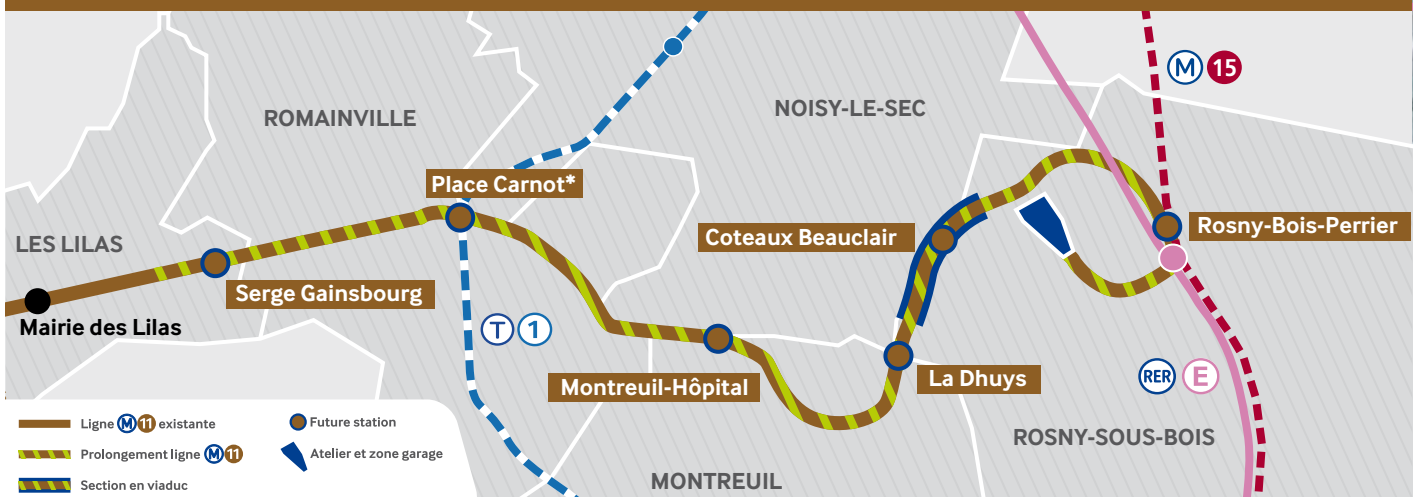 M 15
ROMAINVILLE
NOISY-LE-SEC
Place Carnot*
LES LILAS
Coteaux Beauclair
Rosny-Bois-Perrier
Serge Gainsbourg
Mairie des Lilas
T 1
Montreuil-Hôpital
La Dhuys
RER E
ROSNY-SOUS-BOIS
MONTREUIL
Ligne M 11 existante
Prolongement ligne M 11
Section en viaduc
Future station
Atelier et zone garage